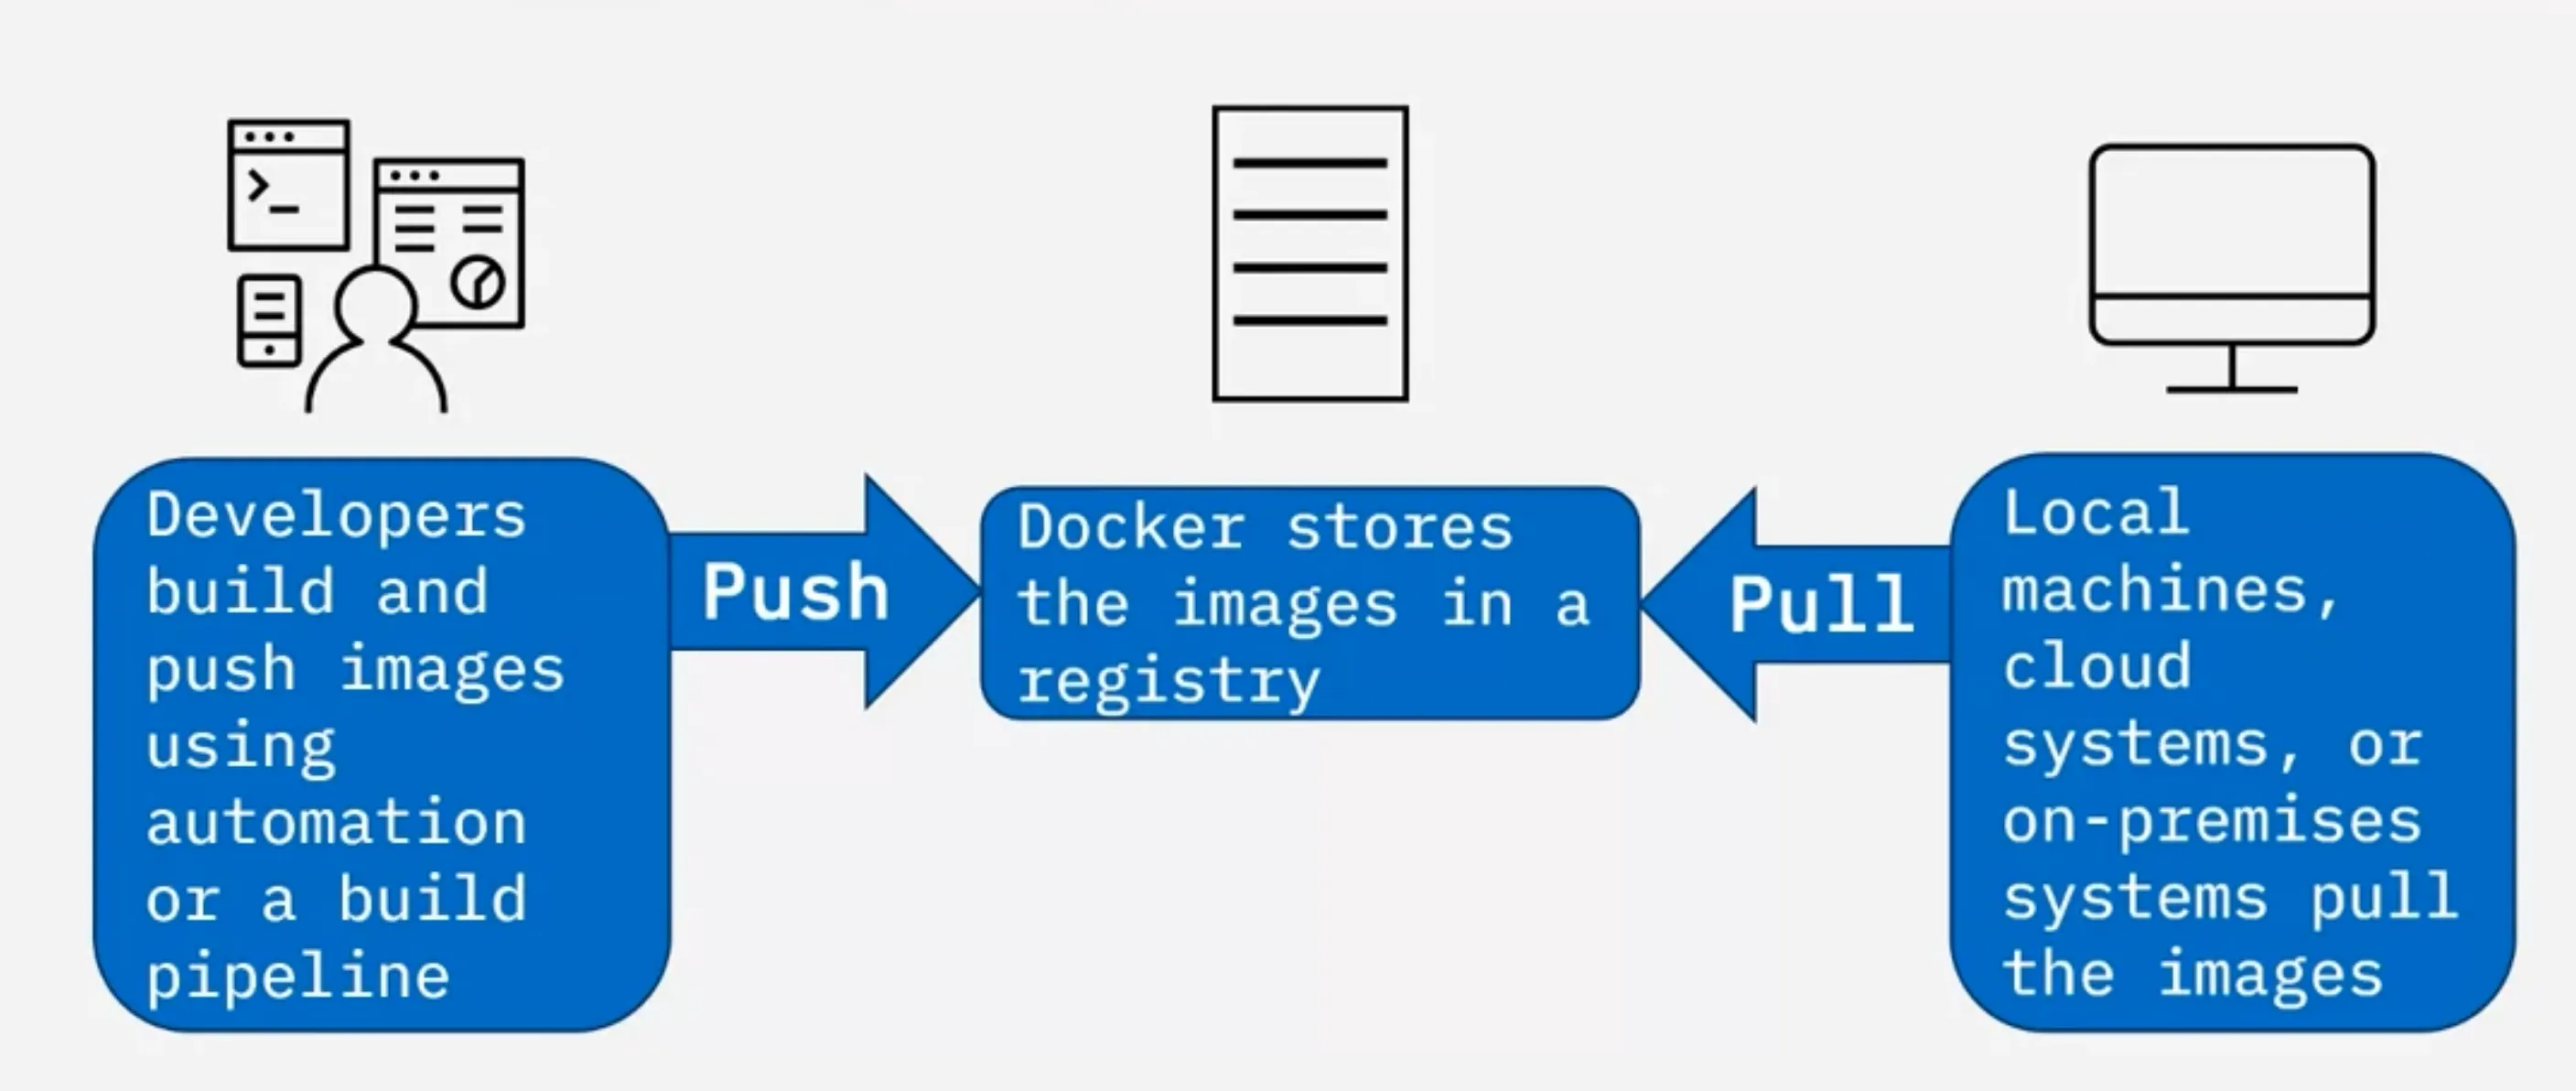 Developers
build and
push images
using
automation
or a build
pipeline
Push
Docker stores
the images in a
registry
Pull
Local
machines,
cloud
systems, or
on-premises
systems pull
the images